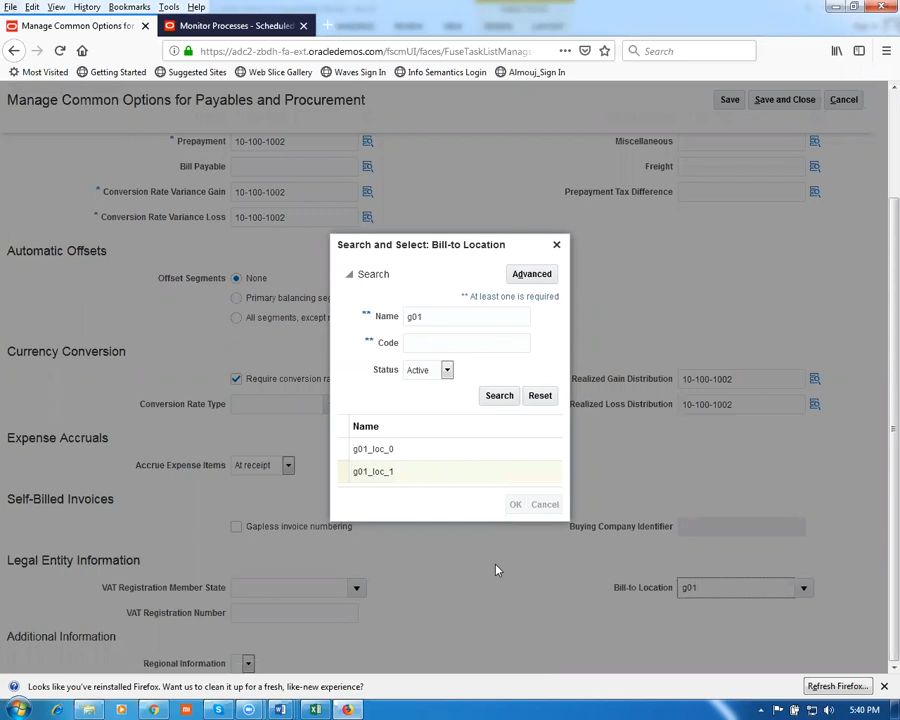 File Edit View History Bookmarks Tools Help
Manage Common Options for × Monitor Processes - Scheduled ×
https://adc2-zbdh-fa-ext.oracledemos.com/fscmUI/faces/FuseTaskListManag Search
Most Visited Getting Started Suggested Sites Web Slice Gallery Waves Sign In Info Semantics Login Almouj_Sign In
Manage Common Options for Payables and Procurement Save Save and Close Cancel
* Prepayment 10-100-1002 Miscellaneous
Bill Payable Freight
* Conversion Rate Variance Gain 10-100-1002 Prepayment Tax Difference
* Conversion Rate Variance Loss 10-100-1002
Automatic Offsets
Offset Segments None
Primary balancing seg
All segments, except
Currency Conversion
Require conversion ra Realized Gain Distribution 10-100-1002
Conversion Rate Type Realized Loss Distribution 10-100-1002
Expense Accruals
Accrue Expense Items At receipt
Self-Billed Invoices
Gapless invoice numbering Buying Company Identifier
Legal Entity Information
VAT Registration Member State Bill-to Location g01
VAT Registration Number
Additional Information
Regional Information
Search and Select: Bill-to Location ×
Search Advanced
** At least one is required
** Name g01
** Code
Status Active
Search Reset
Name
g01_loc_0
g01_loc_1
OK Cancel
Looks like you've reinstalled Firefox. Want us to clean it up for a fresh, like-new experience? Refresh Firefox... ×
5:40 PM